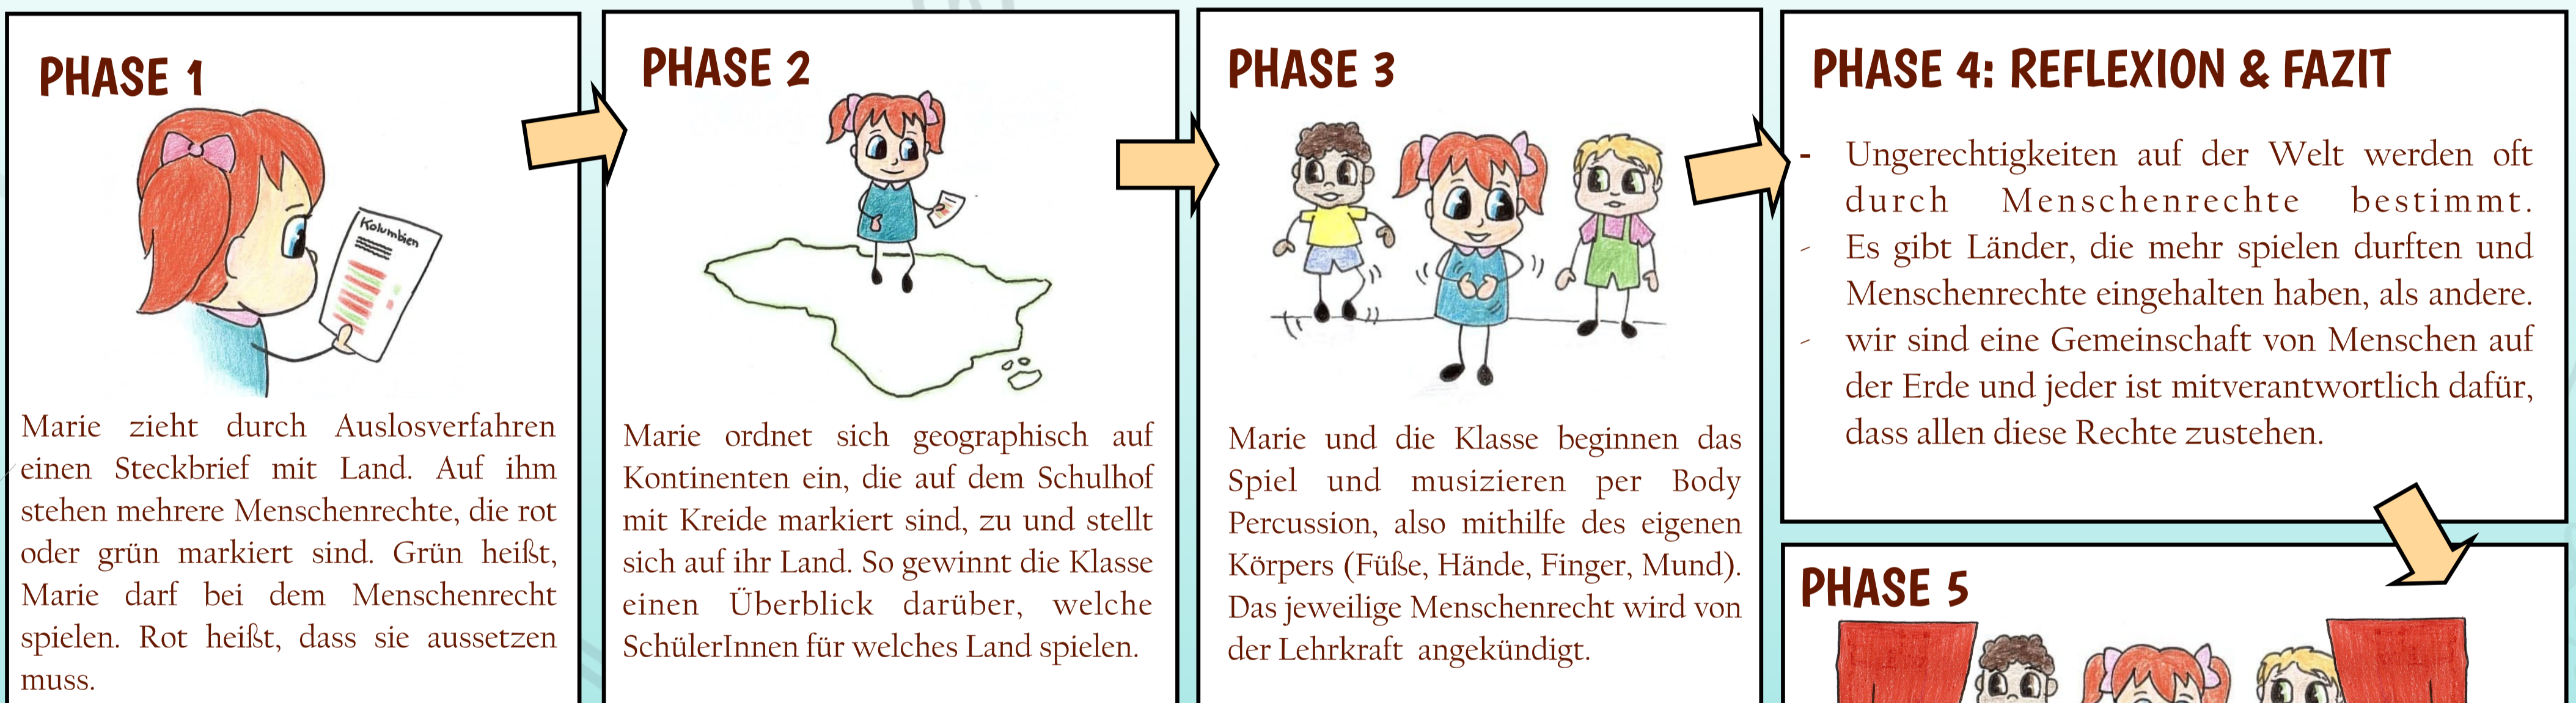 PHASE 1
Kolumbien
Marie zieht durch Auslosverfahren
einen Steckbrief mit Land. Auf ihm
stehen mehrere Menschenrechte, die rot
oder grün markiert sind. Grün heißt,
Marie darf bei dem Menschenrecht
spielen. Rot heißt, dass sie aussetzen
muss.
PHASE 2
Marie ordnet sich geographisch auf
Kontinenten ein, die auf dem Schulhof
mit Kreide markiert sind, zu und stellt
sich auf ihr Land. So gewinnt die Klasse
einen Überblick darüber, welche
SchülerInnen für welches Land spielen.
PHASE 3
Marie und die Klasse beginnen das
Spiel und musizieren per Body
Percussion, also mithilfe des eigenen
Körpers (Füße, Hände, Finger, Mund).
Das jeweilige Menschenrecht wird von
der Lehrkraft angekündigt.
PHASE 4: REFLEXION & FAZIT
- Ungerechtigkeiten auf der Welt werden oft
durch Menschenrechte bestimmt.
- Es gibt Länder, die mehr spielen durften und
Menschenrechte eingehalten haben, als andere.
- wir sind eine Gemeinschaft von Menschen auf
der Erde und jeder ist mitverantwortlich dafür,
dass allen diese Rechte zustehen.
PHASE 5